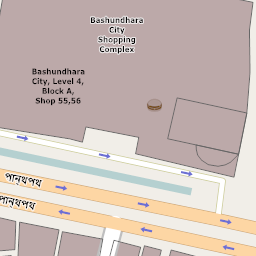 Bashundhara
City
Shopping
Complex
Bashundhara
City, Level 4,
Block A,
Shop 55,56
পান্থপথ
পান্থপথ